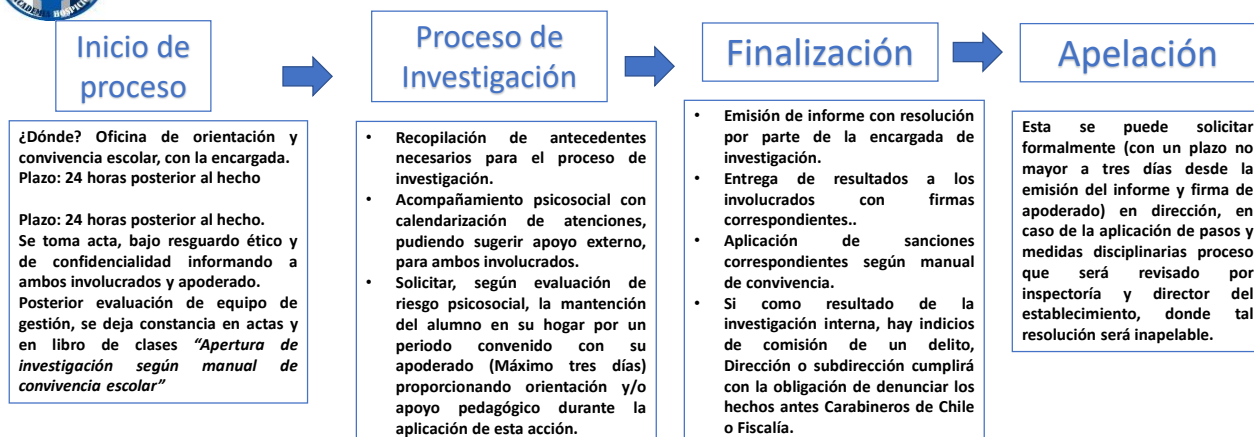 ACADEMIA HOSPICIO
Inicio de
proceso
¿Dónde? Oficina de orientación y
convivencia escolar, con la encargada.
Plazo: 24 horas posterior al hecho
Plazo: 24 horas posterior al hecho.
Se toma acta, bajo resguardo ético y
de confidencialidad informando a
ambos involucrados y apoderado.
Posterior evaluación de equipo de
gestión, se deja constancia en actas y
en libro de clases “Apertura de
investigación según manual de
convivencia escolar”
Proceso de
Investigación
• Recopilación de antecedentes
necesarios para el proceso de
investigación.
• Acompañamiento psicosocial con
calendarización de atenciones,
pudiendo sugerir apoyo externo,
para ambos involucrados.
• Solicitar, según evaluación de
riesgo psicosocial, la mantención
del alumno en su hogar por un
periodo convenido con su
apoderado (Máximo tres días)
proporcionando orientación y/o
apoyo pedagógico durante la
aplicación de esta acción.
Finalización
• Emisión de informe con resolución
por parte de la encargada de
investigación.
• Entrega de resultados a los
involucrados con firmas
correspondientes..
• Aplicación de sanciones
correspondientes según manual
de convivencia.
• Si como resultado de la
investigación interna, hay indicios
de comisión de un delito,
Dirección o subdirección cumplirá
con la obligación de denunciar los
hechos antes Carabineros de Chile
o Fiscalía.
Apelación
Esta se puede solicitar
formalmente (con un plazo no
mayor a tres días desde la
emisión del informe y firma de
apoderado) en dirección, en
caso de la aplicación de pasos y
medidas disciplinarias proceso
que será revisado por
inspectoría y director del
establecimiento, donde tal
resolución será inapelable.